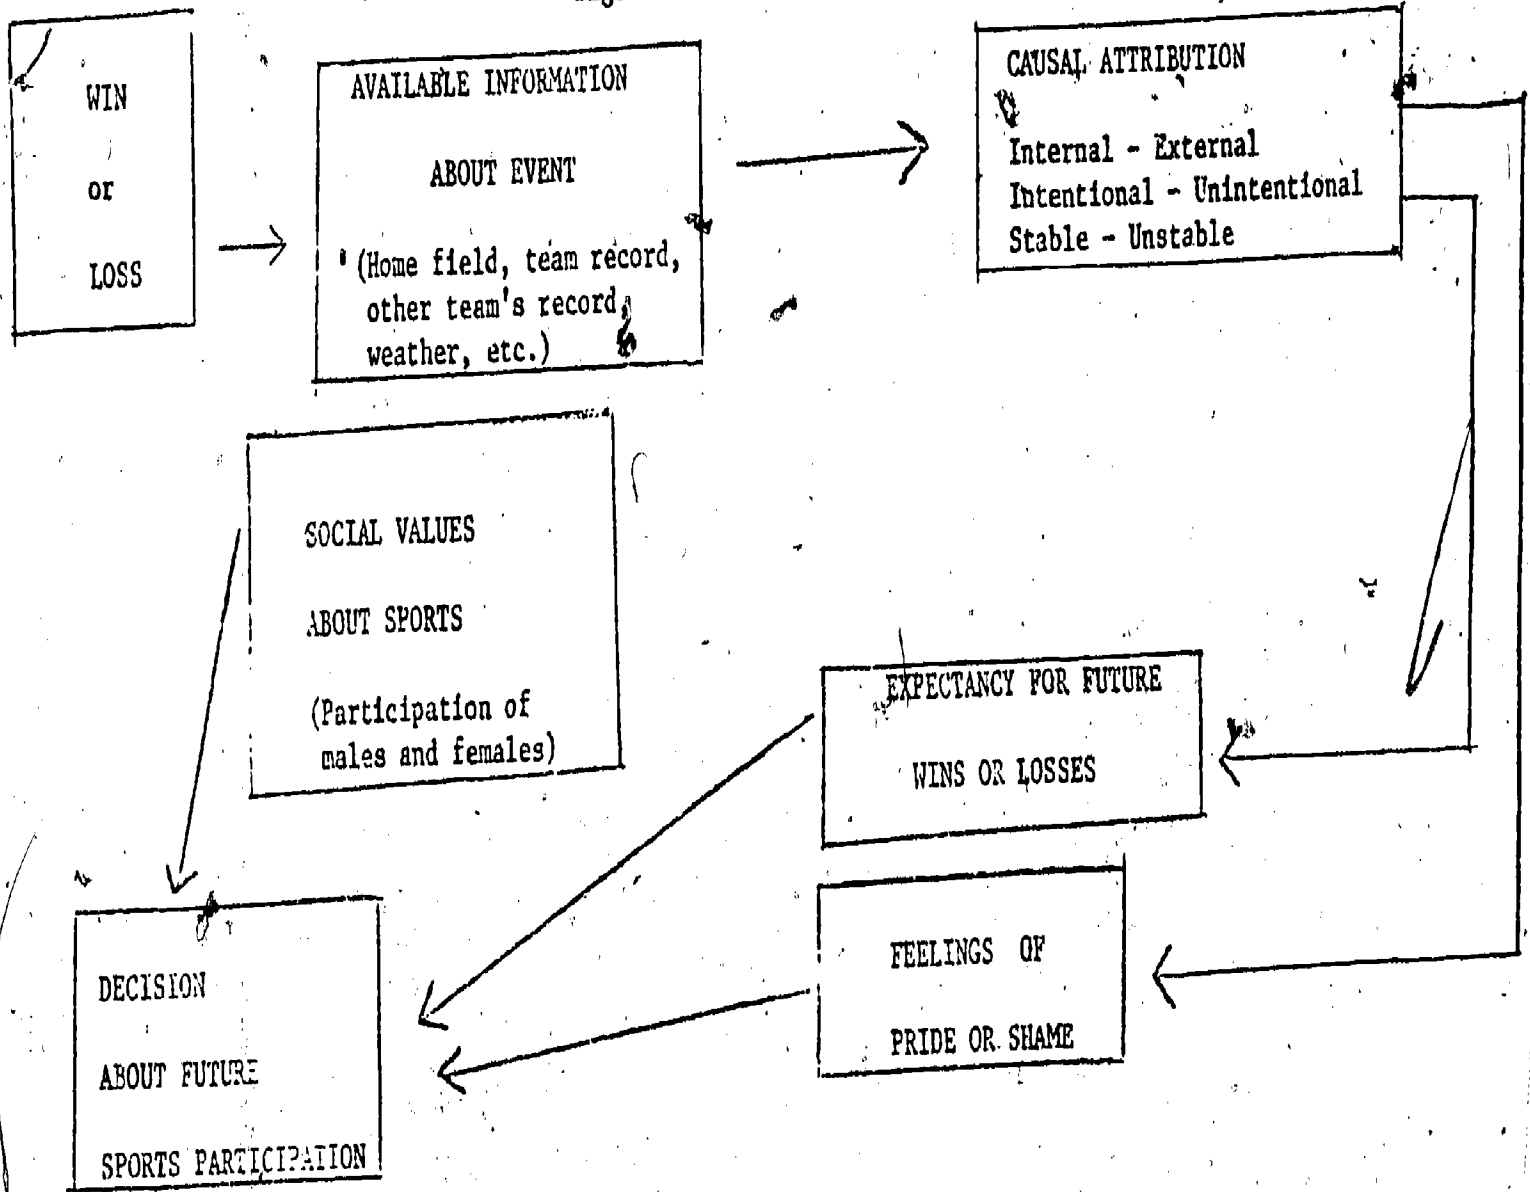 WIN
or
LOSS
AVAILABLE INFORMATION
ABOUT EVENT
(Home field, team record,
other team's record,
weather, etc.)
CAUSAL ATTRIBUTION
Internal - External
Intentional - Unintentional
Stable - Unstable
SOCIAL VALUES
ABOUT SPORTS
(Participation of
males and females)
EXPECTANCY FOR FUTURE
WINS OR LOSSES
FEELINGS OF
PRIDE OR SHAME
DECISION
ABOUT FUTURE
SPORTS PARTICIPATION